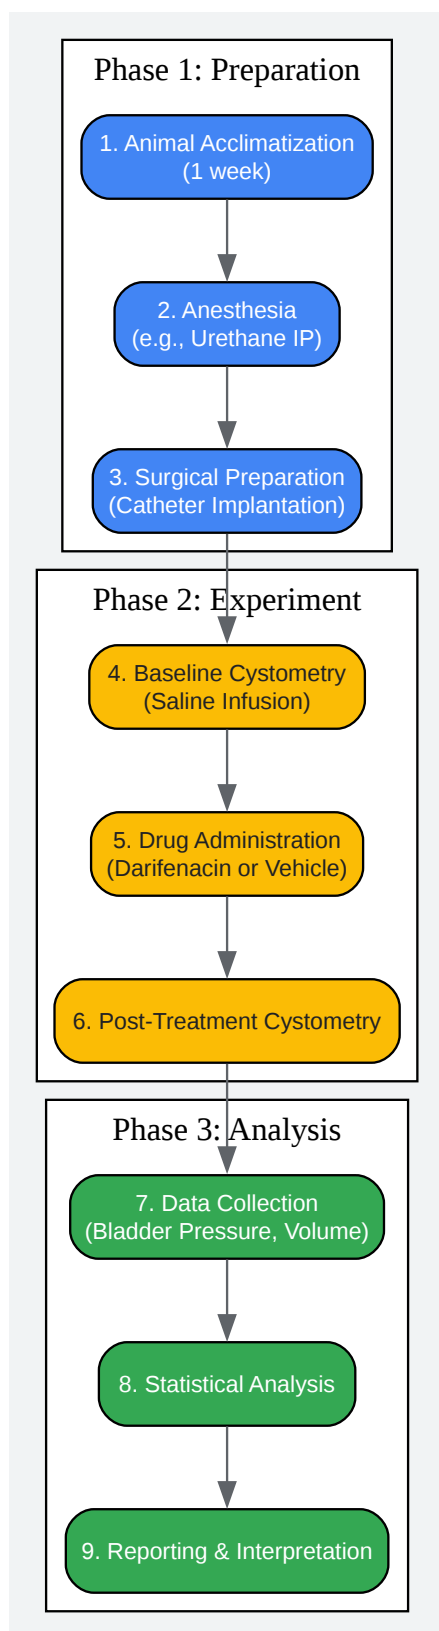 Phase 1: Preparation
1. Animal Acclimatization
(1 week)
2. Anesthesia
(e.g., Urethane IP)
3. Surgical Preparation
(Catheter Implantation)
Phase 2: Experiment
4. Baseline Cystometry
(Saline Infusion)
5. Drug Administration
(Darifenacin or Vehicle)
6. Post-Treatment Cystometry
Phase 3: Analysis
7. Data Collection
(Bladder Pressure, Volume)
8. Statistical Analysis
9. Reporting & Interpretation